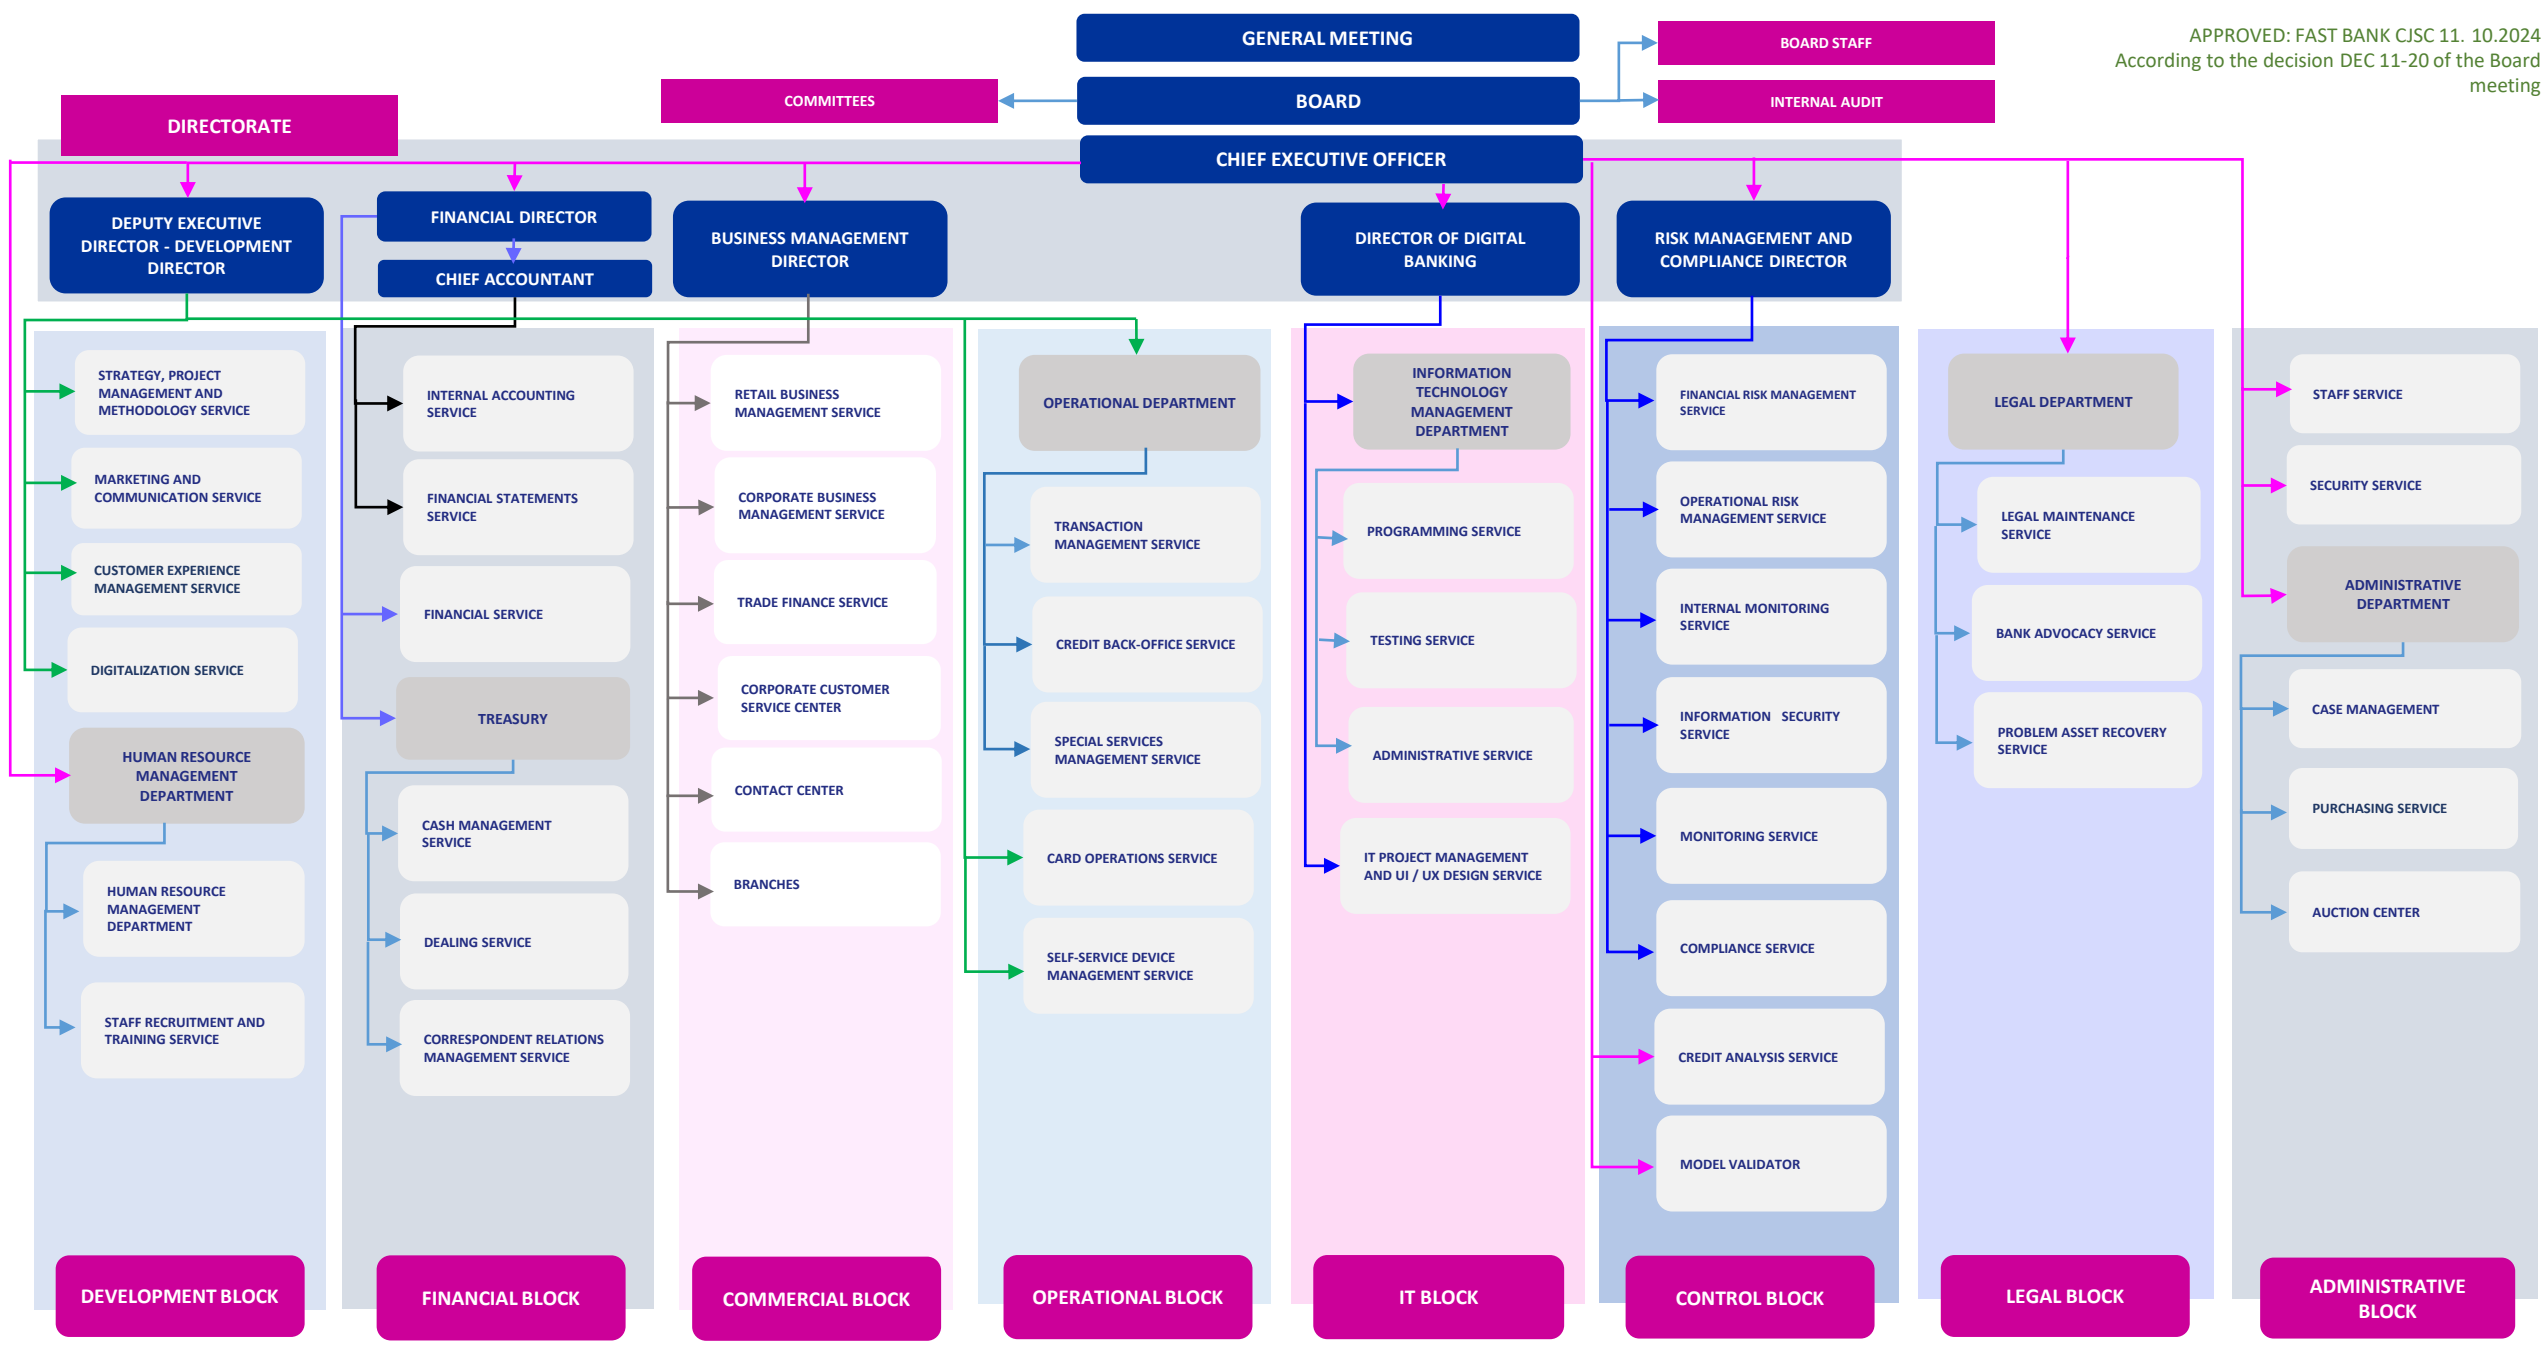 GENERAL MEETING
BOARD STAFF
APPROVED: FAST BANK CJSC 11. 10.2024
According to the decision DEC 11-20 of the Board
meeting
COMMITTEES
BOARD
INTERNAL AUDIT
DIRECTORATE
CHIEF EXECUTIVE OFFICER
DEPUTY EXECUTIVE
DIRECTOR - DEVELOPMENT
DIRECTOR
FINANCIAL DIRECTOR
CHIEF ACCOUNTANT
BUSINESS MANAGEMENT
DIRECTOR
DIRECTOR OF DIGITAL
BANKING
RISK MANAGEMENT AND
COMPLIANCE DIRECTOR
STRATEGY, PROJECT
MANAGEMENT AND
METHODOLOGY SERVICE
MARKETING AND
COMMUNICATION SERVICE
CUSTOMER EXPERIENCE
MANAGEMENT SERVICE
DIGITALIZATION SERVICE
HUMAN RESOURCE
MANAGEMENT
DEPARTMENT
HUMAN RESOURCE
MANAGEMENT
DEPARTMENT
STAFF RECRUITMENT AND
TRAINING SERVICE
DEVELOPMENT BLOCK
INTERNAL ACCOUNTING
SERVICE
FINANCIAL STATEMENTS
SERVICE
FINANCIAL SERVICE
TREASURY
CASH MANAGEMENT
SERVICE
DEALING SERVICE
CORRESPONDENT RELATIONS
MANAGEMENT SERVICE
FINANCIAL BLOCK
RETAIL BUSINESS
MANAGEMENT SERVICE
CORPORATE BUSINESS
MANAGEMENT SERVICE
TRADE FINANCE SERVICE
CORPORATE CUSTOMER
SERVICE CENTER
CONTACT CENTER
BRANCHES
COMMERCIAL BLOCK
OPERATIONAL DEPARTMENT
TRANSACTION
MANAGEMENT SERVICE
CREDIT BACK-OFFICE SERVICE
SPECIAL SERVICES
MANAGEMENT SERVICE
CARD OPERATIONS SERVICE
SELF-SERVICE DEVICE
MANAGEMENT SERVICE
OPERATIONAL BLOCK
INFORMATION
TECHNOLOGY
MANAGEMENT
DEPARTMENT
PROGRAMMING SERVICE
TESTING SERVICE
ADMINISTRATIVE SERVICE
IT PROJECT MANAGEMENT
AND UI / UX DESIGN SERVICE
IT BLOCK
FINANCIAL RISK MANAGEMENT
SERVICE
OPERATIONAL RISK
MANAGEMENT SERVICE
INTERNAL MONITORING
SERVICE
INFORMATION SECURITY
SERVICE
MONITORING SERVICE
COMPLIANCE SERVICE
CREDIT ANALYSIS SERVICE
MODEL VALIDATOR
CONTROL BLOCK
LEGAL DEPARTMENT
LEGAL MAINTENANCE
SERVICE
BANK ADVOCACY SERVICE
PROBLEM ASSET RECOVERY
SERVICE
LEGAL BLOCK
STAFF SERVICE
SECURITY SERVICE
ADMINISTRATIVE
DEPARTMENT
CASE MANAGEMENT
PURCHASING SERVICE
AUCTION CENTER
ADMINISTRATIVE
BLOCK